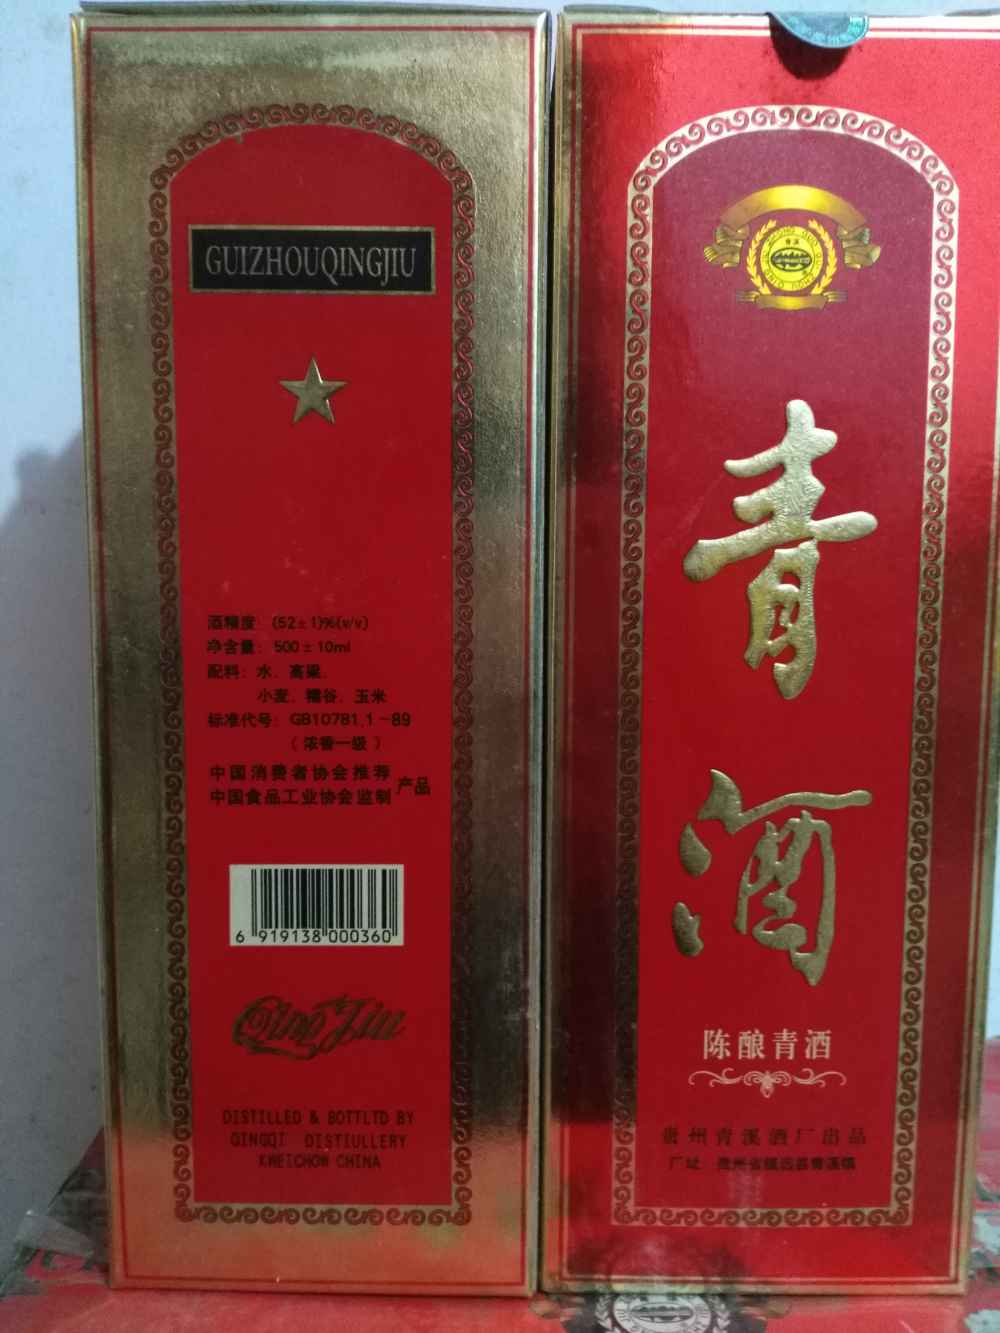 GUIZHOUQINGJIU
酒精度：(52±1)%(v/v)
净含量：500±10ml
配料：水、高粱、
小麦、糯谷、玉米
标准代号：GB10781.1-89
（浓香一级）
中国消费者协会推荐
中国食品工业协会监制
产品
6 919138 000360
Qing Jiu
DISTILLED & BOTTLTD BY
QINGQI DISTIULLERY
KWEICHOW CHINA
青溪
青酒
陈酿青酒
贵州青溪酒厂出品
厂址：贵州省镇远县青溪镇